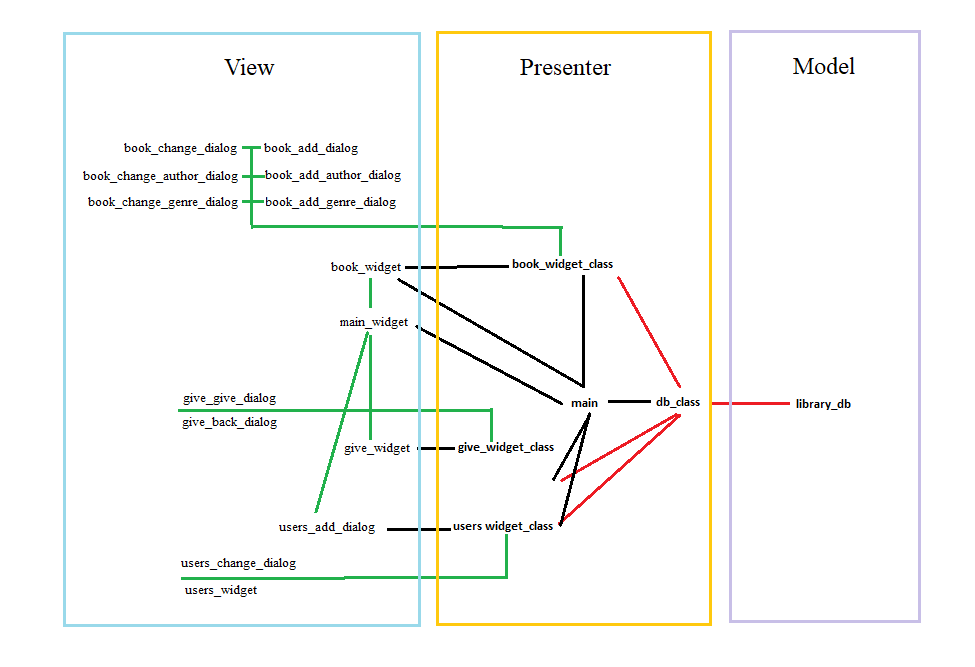 View
Presenter
Model
book_change_dialog
book_add_dialog
book_change_author_dialog
book_add_author_dialog
book_change_genre_dialog
book_add_genre_dialog
book_widget
book_widget_class
main_widget
give_give_dialog
main
db_class
library_db
give_back_dialog
give_widget
give_widget_class
users_add_dialog
users widget_class
users_change_dialog
users_widget